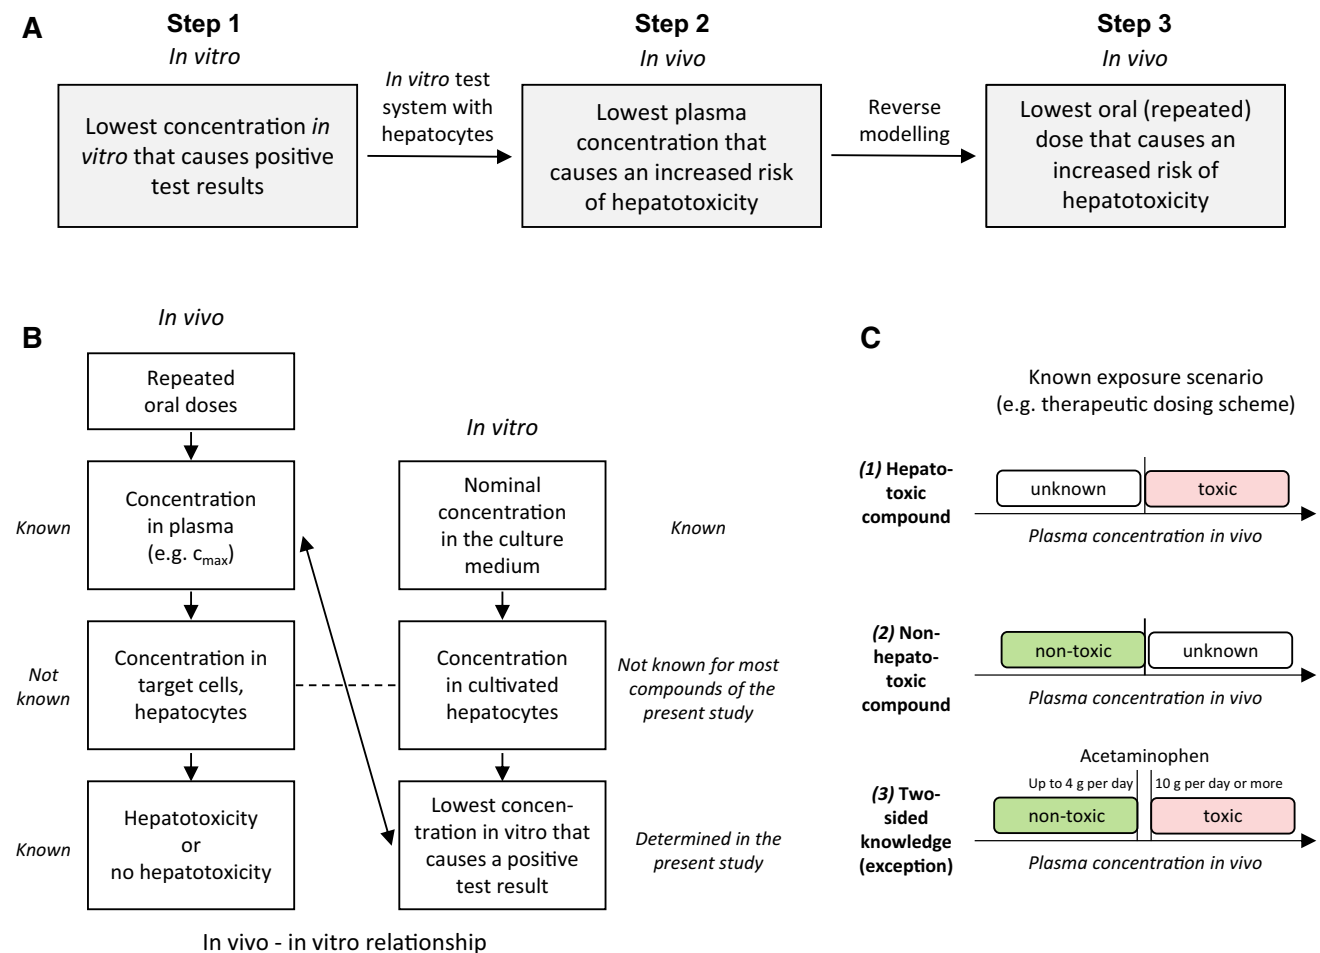 A
Step 1
In vitro
Lowest concentration in
vitro that causes positive
test results
In vitro test
system with
hepatocytes
Step 2
In vivo
Lowest plasma
concentration that
causes an increased risk
of hepatotoxicity
Reverse
modelling
Step 3
In vivo
Lowest oral (repeated)
dose that causes an
increased risk of
hepatotoxicity
B
In vivo
Repeated
oral doses
Known
Concentration
in plasma
(e.g. cmax)
Not
known
Concentration in
target cells,
hepatocytes
Known
Hepatotoxicity
or
no hepatotoxicity
In vitro
Nominal
concentration
in the culture
medium
Known
Concentration
in cultivated
hepatocytes
Not known for most
compounds of the
present study
Lowest concen-
tration in vitro that
causes a positive
test result
Determined in the
present study
In vivo - in vitro relationship
C
Known exposure scenario
(e.g. therapeutic dosing scheme)
(1) Hepato-
toxic
compound
unknown
toxic
Plasma concentration in vivo
(2) Non-
hepato-
toxic
compound
non-toxic
unknown
Plasma concentration in vivo
(3) Two-
sided
knowledge
(exception)
Acetaminophen
Up to 4 g per day
10 g per day or more
non-toxic
toxic
Plasma concentration in vivo